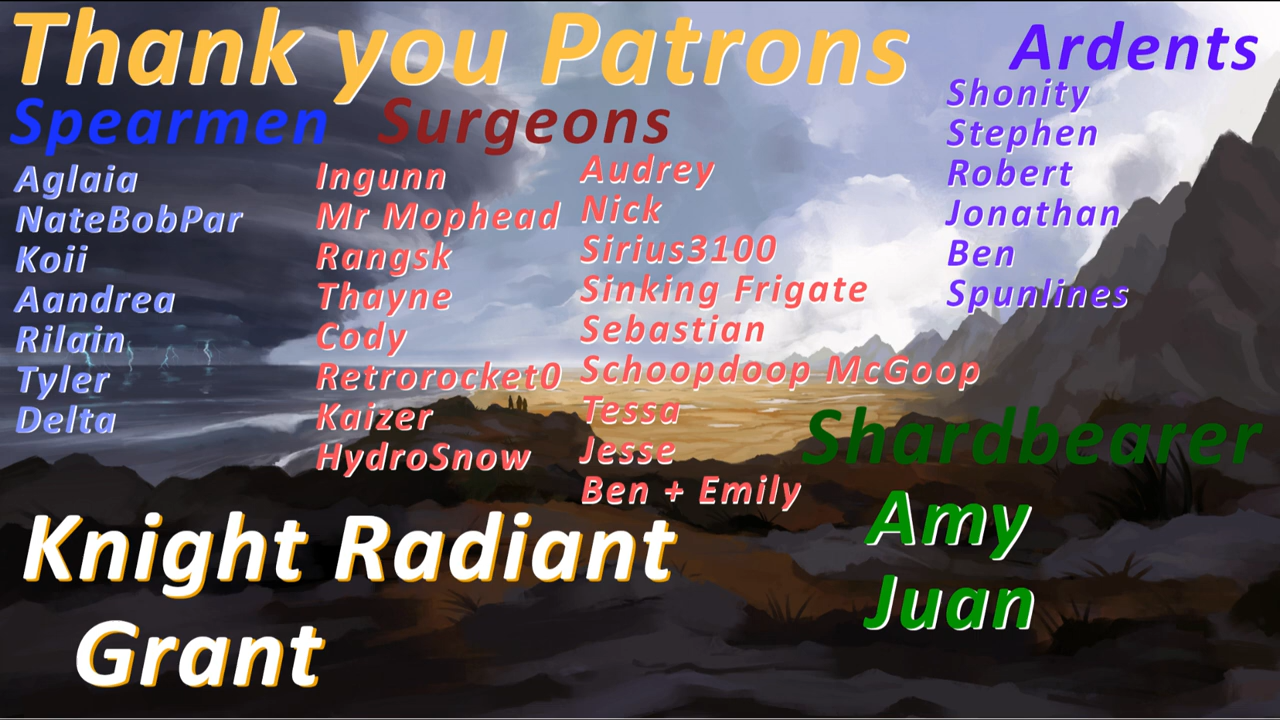 Thank you Patrons
Spearmen
Aglaia
NateBobPar
Koii
Aandrea
Rilain
Tyler
Delta
Surgeons
Ingunn
Mr Mophead
Rangsk
Thayne
Cody
Retrorocket0
Kaizer
HydroSnow
Audrey
Nick
Sirius3100
Sinking Frigate
Sebastian
Schoopdoop McGoop
Tessa
Jesse
Ben + Emily
Ardents
Shonity
Stephen
Robert
Jonathan
Ben
Spunlines
Shardbearer
Amy
Juan
Knight Radiant
Grant